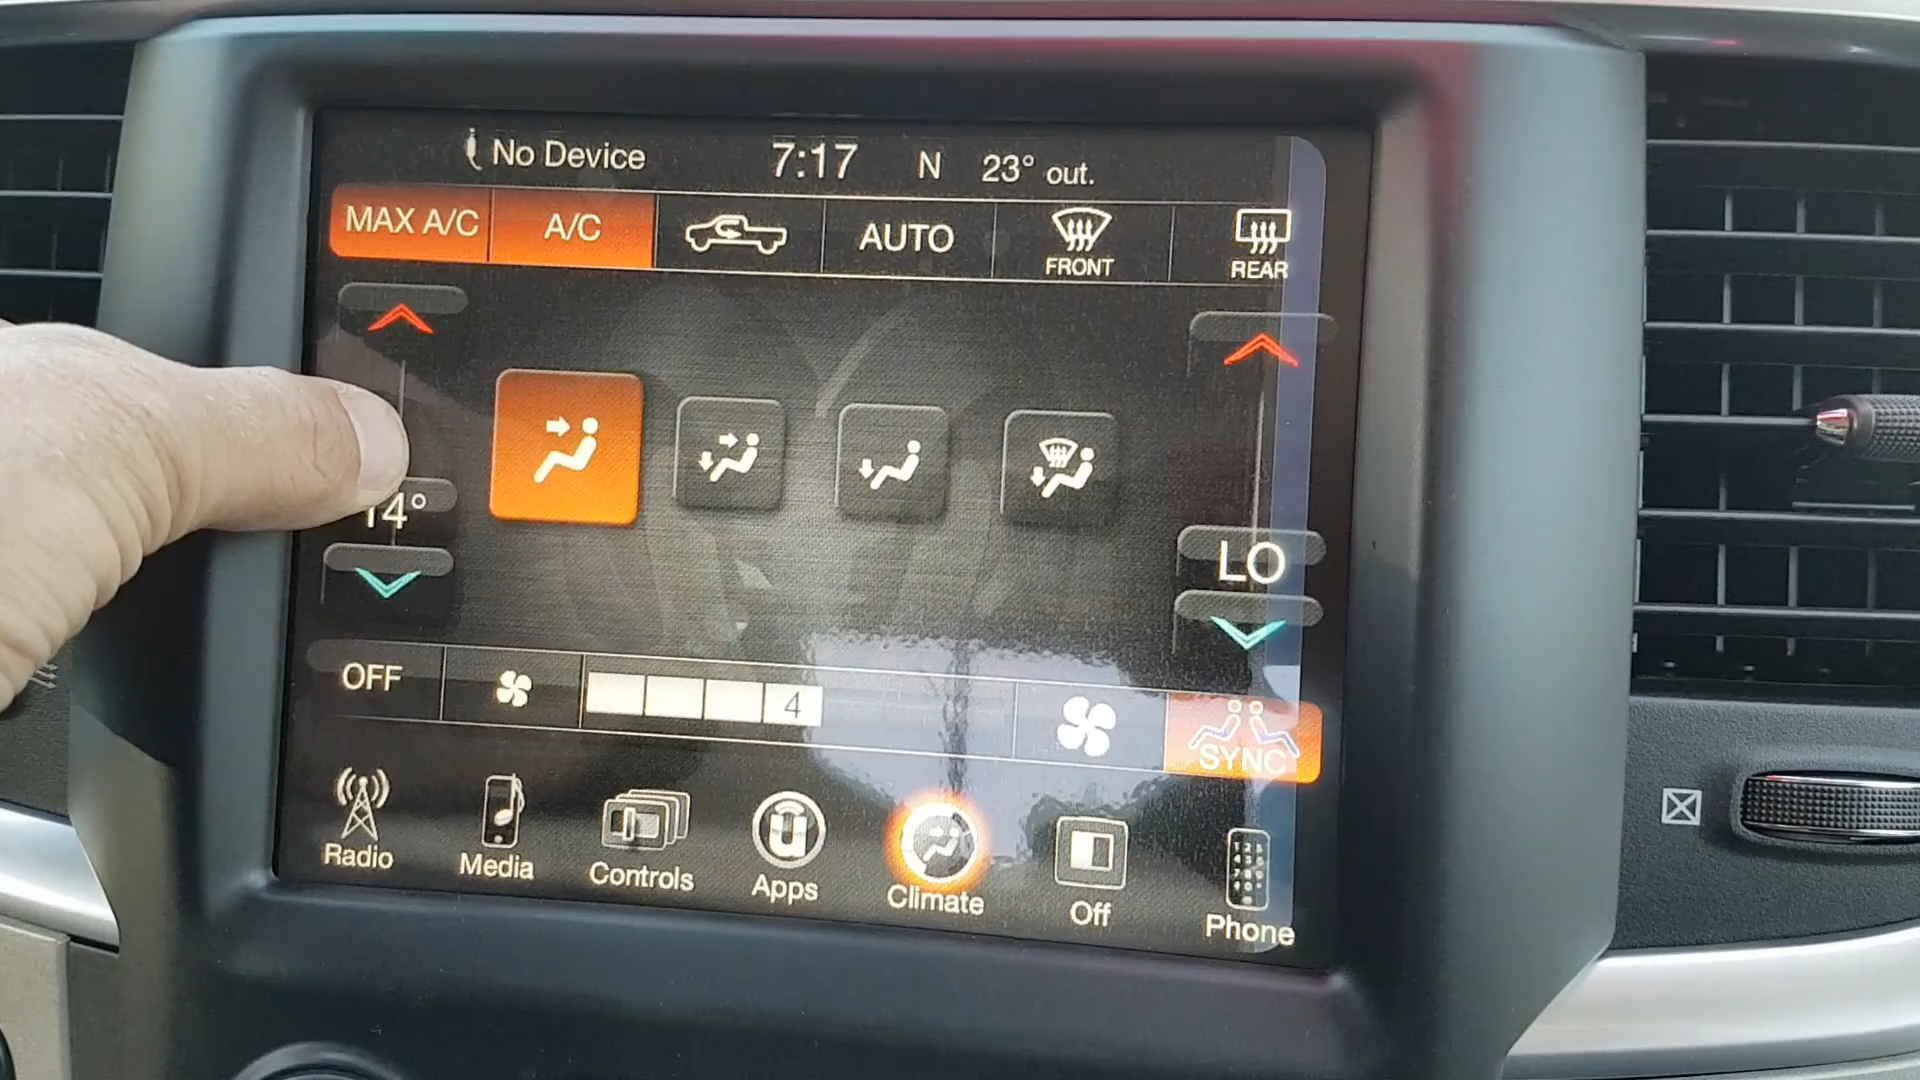 No Device 7:17 N 23° out.
MAX A/C A/C AUTO FRONT REAR
14° LO
OFF 4 SYNC
Radio Media Controls Apps Climate Off Phone